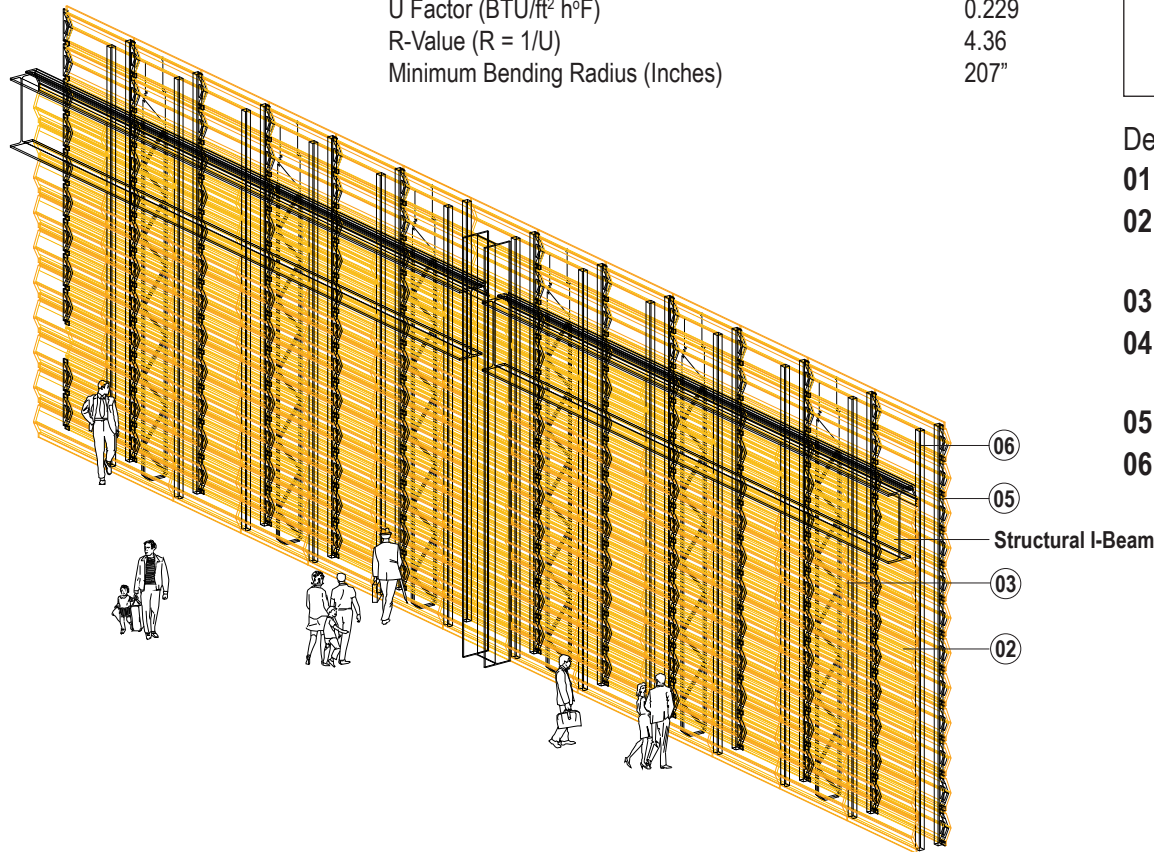 U Factor (BTU/ft² hºF) 0.229
R-Value (R = 1/U) 4.36
Minimum Bending Radius (Inches) 207”
De
01
02
03
04
05
06
06
05
Structural I-Beam
03
02